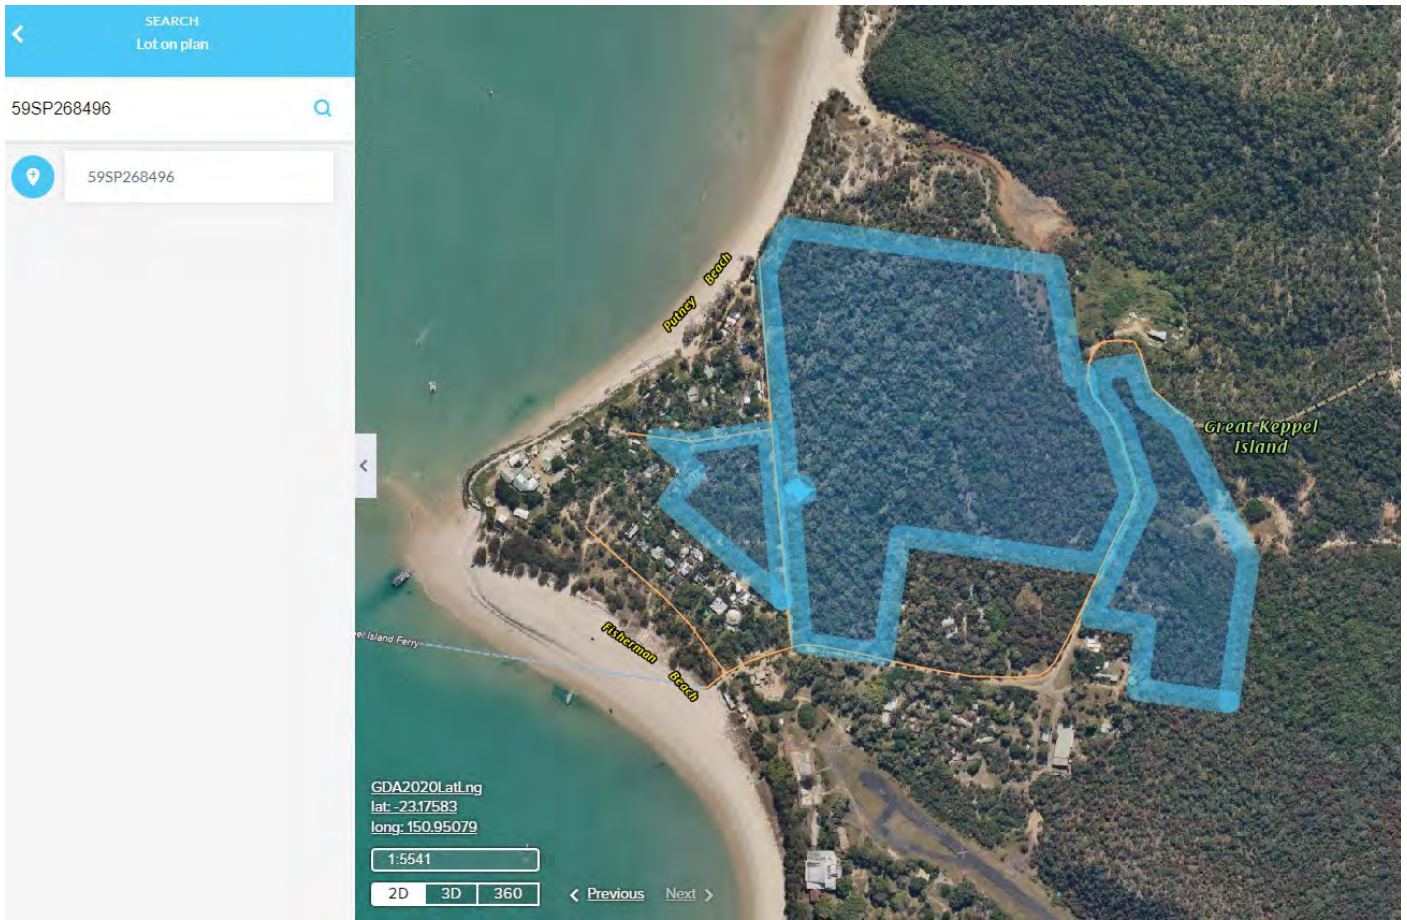 SEARCH
Lot on plan
59SP268496
59SP268496
Putney Beach
Great Keppel
Island
el Island Ferry
Fisherman Beach
GDA2020LatLng
lat: -23.17583
long: 150.95079
1:5541
2D 3D 360 Previous Next